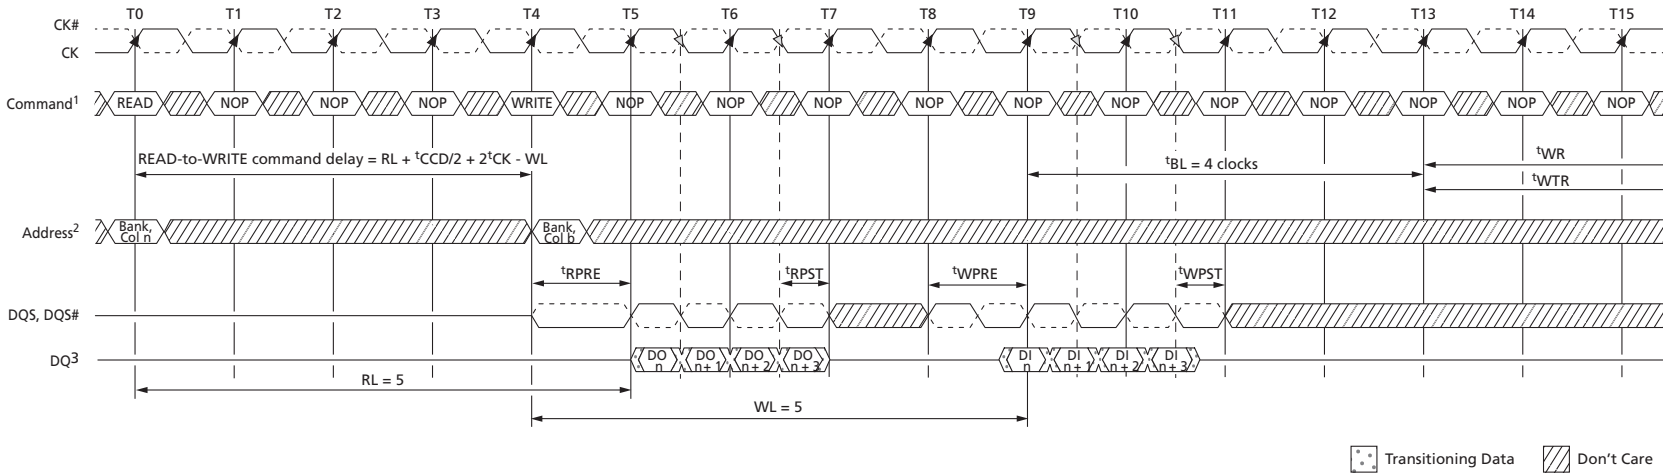 T0 T1 T2 T3 T4 T5 T6 T7 T8 T9 T10 T11 T12 T13 T14 T15
CK#
CK
Command1 READ NOP NOP NOP WRITE NOP NOP NOP NOP NOP NOP NOP NOP NOP NOP NOP
READ-to-WRITE command delay = RL + tCCD/2 + 2tCK - WL
tBL = 4 clocks
tWR
tWTR
Address2
Bank,
Col n
Bank,
Col b
tRPRE tRPST tWPRE tWPST
DQS, DQS#
DQ3
DO
n
DO
n + 1
DO
n + 2
DO
n + 3
DI
n
DI
n + 1
DI
n + 2
DI
n + 3
RL = 5
WL = 5
Transitioning Data
Don't Care